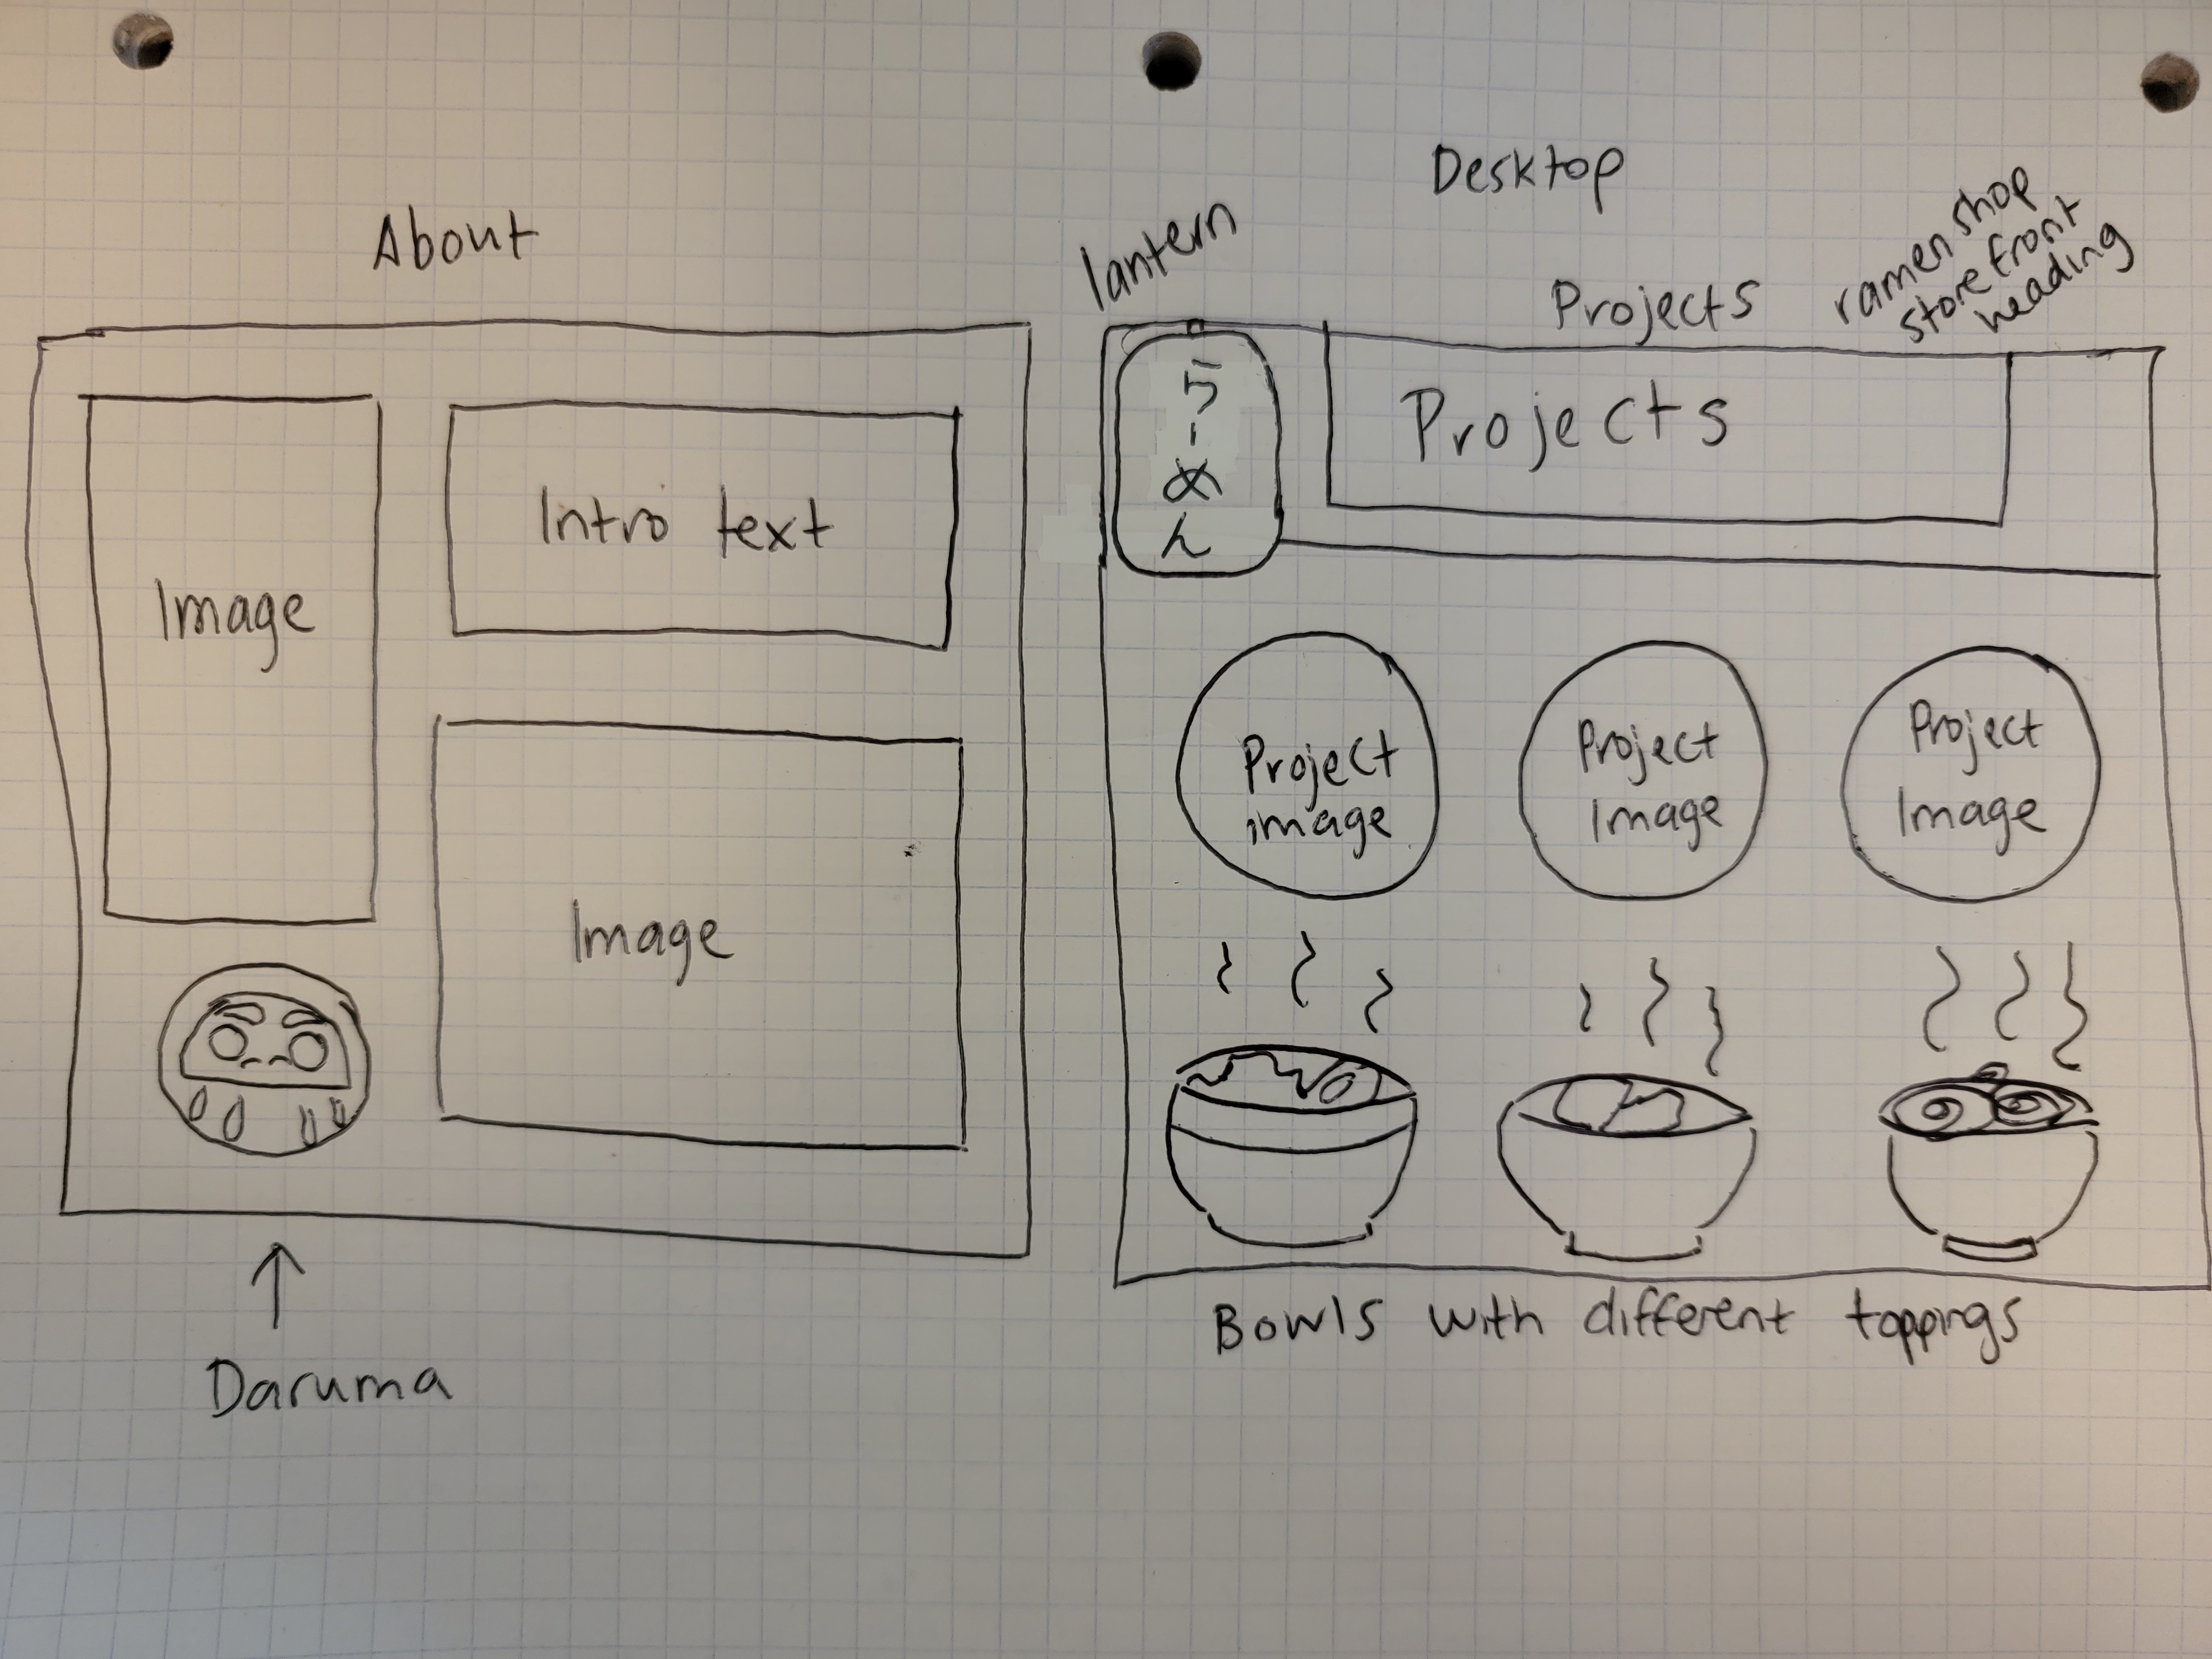 Desktop
About
Image
Intro text
Image
Daruma
lantern
Projects
ramen shop
store front
heading
らーめん
Projects
Project
image
Project
Image
Project
Image
Bowls with different toppings